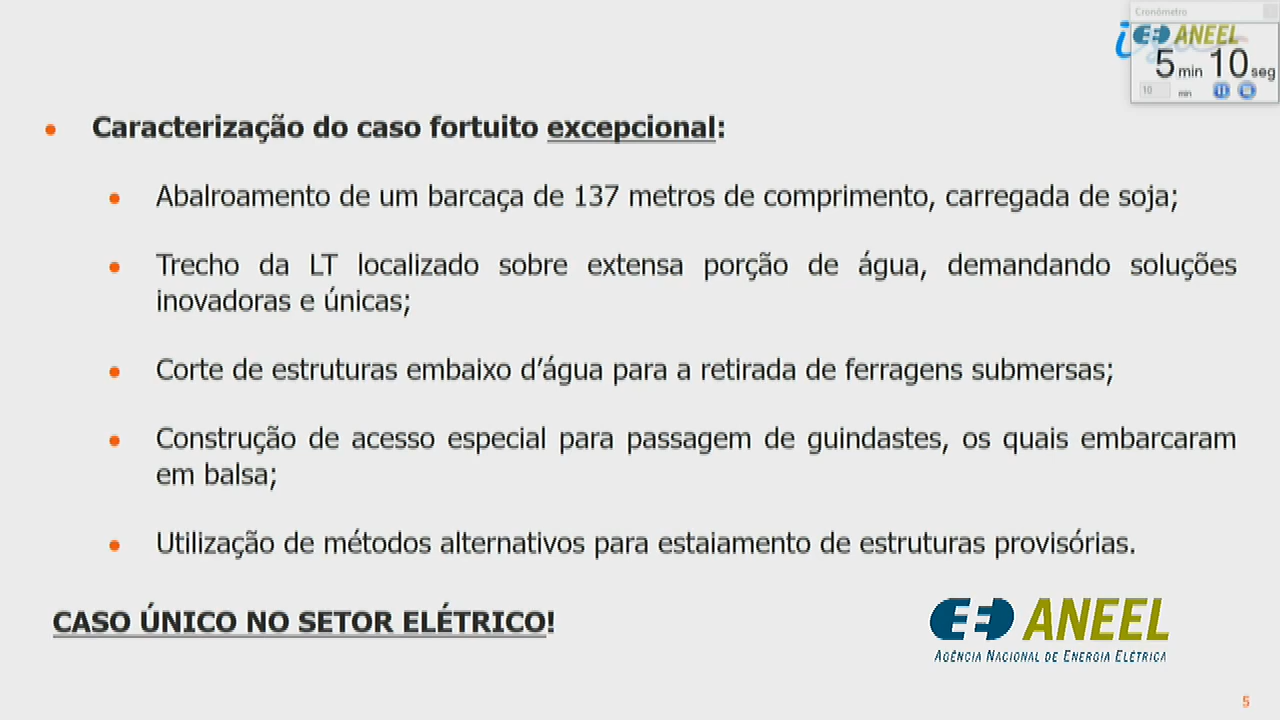 Cronômetro
ANEEL
5 min 10 seg
10 min
• Caracterização do caso fortuito excepcional:
• Abalroamento de um barcaça de 137 metros de comprimento, carregada de soja;
• Trecho da LT localizado sobre extensa porção de água, demandando soluções
inovadoras e únicas;
• Corte de estruturas embaixo d’água para a retirada de ferragens submersas;
• Construção de acesso especial para passagem de guindastes, os quais embarcaram
em balsa;
• Utilização de métodos alternativos para estaiamento de estruturas provisórias.
CASO ÚNICO NO SETOR ELÉTRICO!
ANEEL
AGÊNCIA NACIONAL DE ENERGIA ELÉTRICA
5